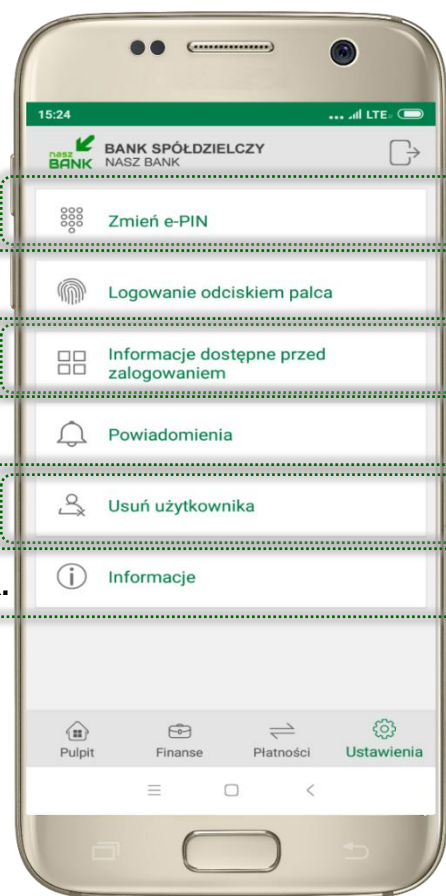 15:24
... LTE
nasz BANK
BANK SPÓŁDZIELCZY
NASZ BANK
Zmień e-PIN
Logowanie odciskiem palca
Informacje dostępne przed
zalogowaniem
Powiadomienia
Usuń użytkownika
Informacje
Pulpit
Finanse
Płatności
Ustawienia